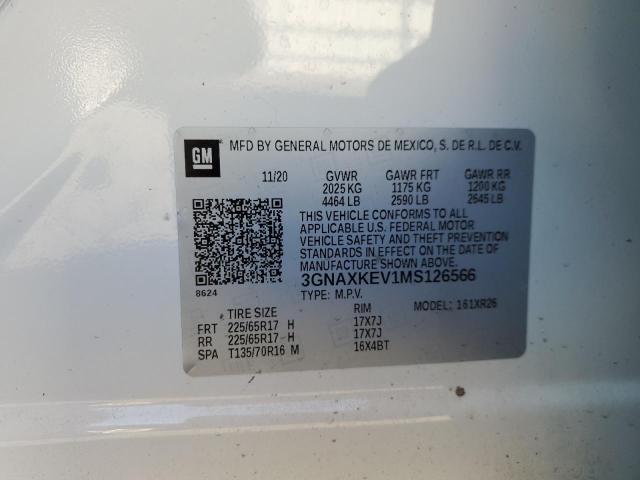 GM MFD BY GENERAL MOTORS DE MEXICO, S. DE R.L. DE C.V.
11/20 GVWR GAWR FRT GAWR RR
2025 KG 1175 KG 1200 KG
4464 LB 2590 LB 2645 LB
THIS VEHICLE CONFORMS TO ALL
APPLICABLE U.S. FEDERAL MOTOR
VEHICLE SAFETY AND THEFT PREVENTION
STANDARDS IN EFFECT ON THE DATE OF
MANUFACTURE SHOWN ABOVE.
3GNAXKEV1MS126566
8624 TYPE: M.P.V.
MODEL: 161XR26
TIRE SIZE RIM
FRT 225/65R17 H 17X7J
RR 225/65R17 H 17X7J
SPA T135/70R16 M 16X4BT